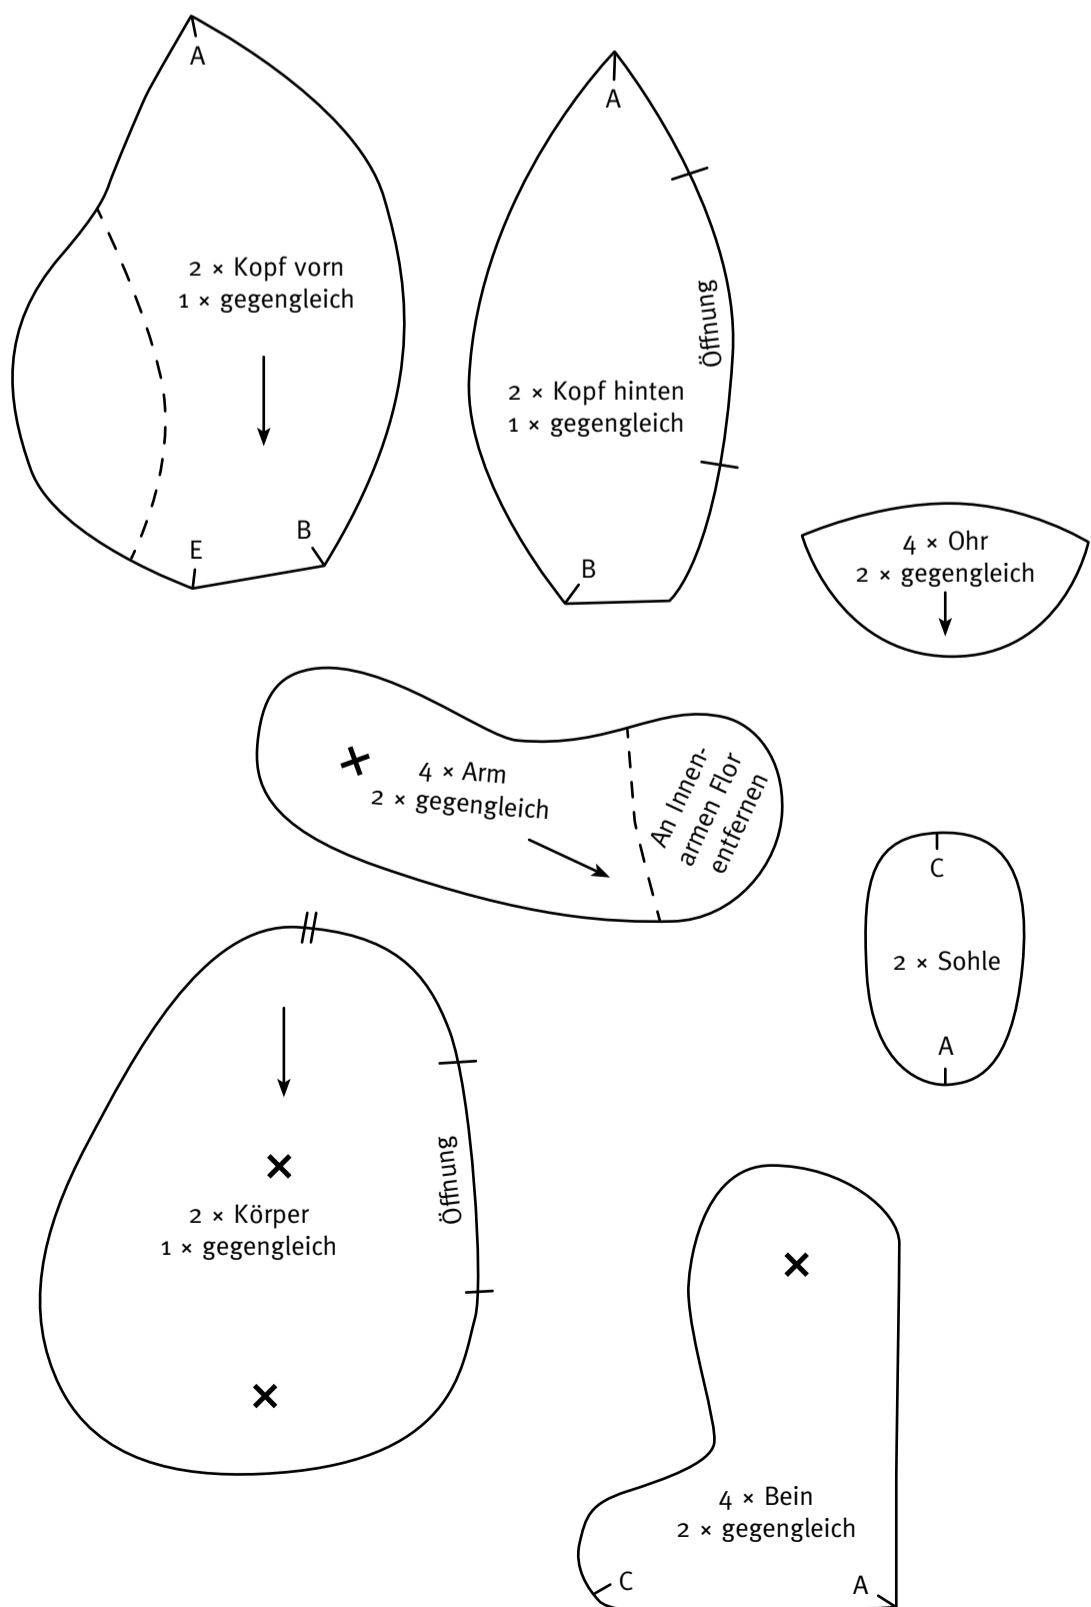 A
2 × Kopf vorn
1 × gegengleich
E
B
A
Öffnung
2 × Kopf hinten
1 × gegengleich
B
4 × Ohr
2 × gegengleich
4 × Arm
2 × gegengleich
An Innen-
armen Flor
entfernen
C
2 × Sohle
A
Öffnung
2 × Körper
1 × gegengleich
4 × Bein
2 × gegengleich
C
A